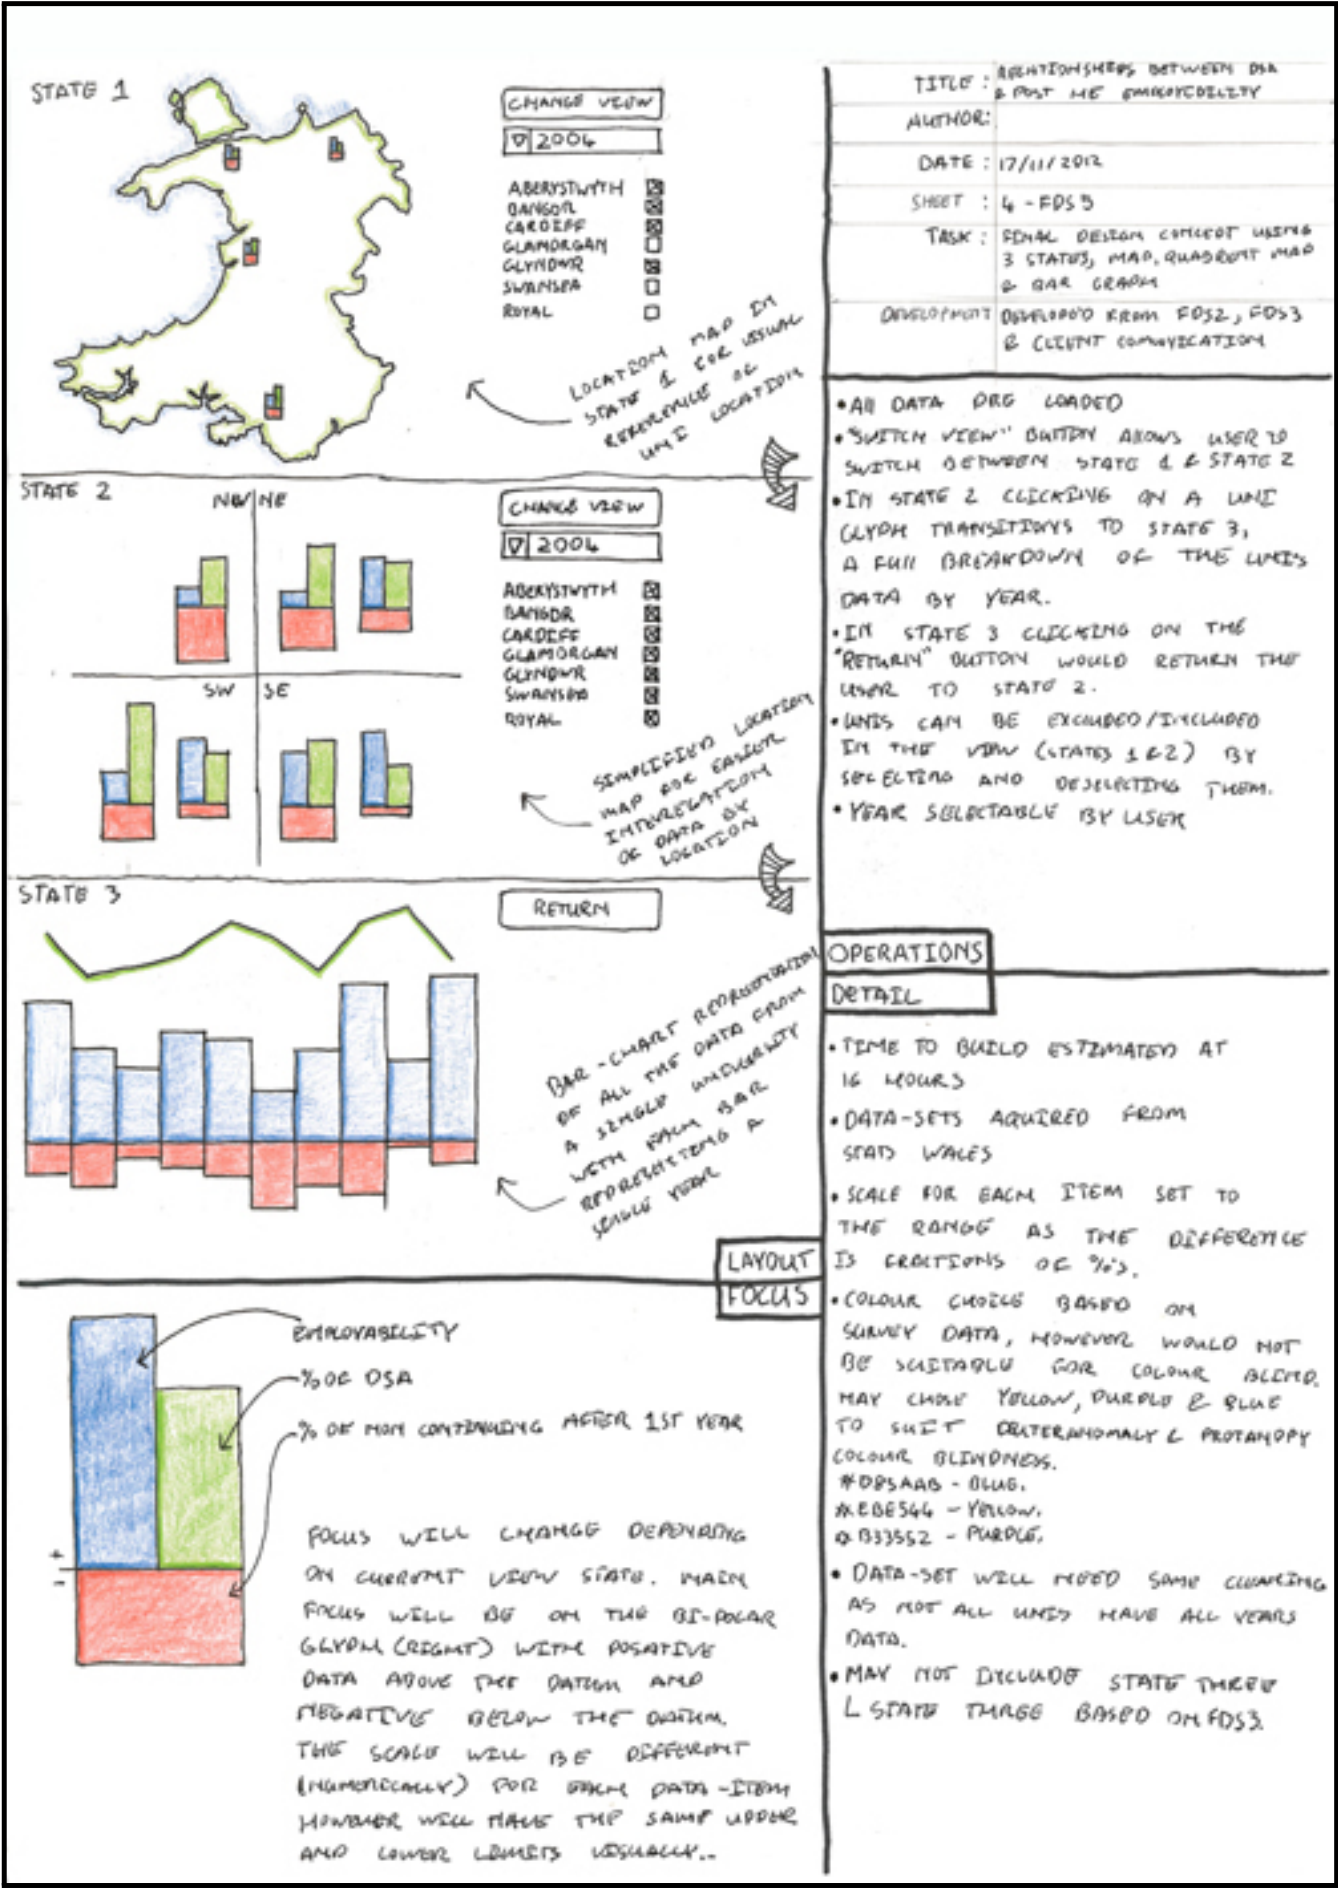 STATE 1
CHANGE VIEW
2004
ABERYSTWYTH
BANGOR
CARDIFF
GLAMORGAN
GLYNDWR
SWANSEA
ROYAL
LOCATION MAP IN
STATE 1 FOR VISUAL
REFERENCE OF
UNI LOCATION
STATE 2
NW NE
SW SE
CHANGE VIEW
2004
ABERYSTWYTH
BANGOR
CARDIFF
GLAMORGAN
GLYNDWR
SWANSEA
ROYAL
SIMPLIFIED LOCATION
MAP FOR EASIER
INTEREGATION
OF DATA BY
LOCATION
STATE 3
RETURN
BAR-CHART REPRESENTATION
OF ALL THE DATA FROM
A SINGLE UNIVERSITY
WITH EACH BAR
REPRESENTING A
SINGLE YEAR
LAYOUT
FOCUS
EMPLOYABILITY
% OF DSA
% OF NON CONTINUING AFTER 1ST YEAR
+
-
FOCUS WILL CHANGE DEPENDING
ON CURRENT VIEW STATE. MAIN
FOCUS WILL BE ON THE BI-POLAR
GLYPH (RIGHT) WITH POSATIVE
DATA ABOVE THE DATUM AND
NEGATIVE BELOW THE DATUM.
THE SCALE WILL BE DIFFERENT
(NUMERICALLY) FOR EACH DATA-ITEM
HOWEVER WILL HAVE THE SAME UPPER
AND LOWER LIMITS VISUALLY..
TITLE : RELATIONSHIPS BETWEEN DSA
& POST HE EMPLOYEBILITY
AUTHOR:
DATE : 17/11/2012
SHEET : 4 - FDS 5
TASK : FINAL DESIGN CONCEPT USING
3 STATES, MAP, QUADRENT MAP
& BAR GRAPH
DEVELOPMENT DEVELOPED FROM FDS2, FDS3
& CLIENT
• All DATA PRE LOADED
• "SWITCH VIEW" BUTTON ALLOWS USER TO
SWITCH BETWEEN STATE 1 & STATE 2
• IN STATE 2 CLICKING ON A UNI
GLYPH TRANSITIONS TO STATE 3,
A FULL BREAKDOWN OF THE UNI'S
DATA BY YEAR.
• IN STATE 3 CLICKING ON THE
"RETURN" BUTTON WOULD RETURN THE
USER TO STATE 2.
• UNIS CAN BE EXCLUDED/INCLUDED
IN THE VIEW (STATES 1 & 2) BY
SELECTING AND DESELECTING THEM.
• YEAR SELECTABLE BY USER
OPERATIONS
DETAIL
• TIME TO BUILD ESTIMATED AT
16 HOURS
• DATA-SETS AQUIRED FROM
STATS WALES
• SCALE FOR EACH ITEM SET TO
THE RANGE AS THE DIFFERENCE
IS FRACTIONS OF %'s.
• COLOUR CHOICE BASED ON
SURVEY DATA, HOWEVER WOULD NOT
BE SUITABLE FOR COLOUR BLIND.
MAY CHOSE YELLOW, PURPLE & BLUE
TO SUIT DEUTERANOMALY & PROTANOPY
COLOUR BLINDNESS.
#085AAB - BLUE.
#EBE544 - YELLOW.
#B33552 - PURPLE.
• DATA-SET WILL NEED SOME CLEANING
AS NOT ALL UNIS HAVE ALL YEARS
DATA.
• MAY NOT INCLUDE STATE THREE
L STATE THREE BASED ON FDS3.